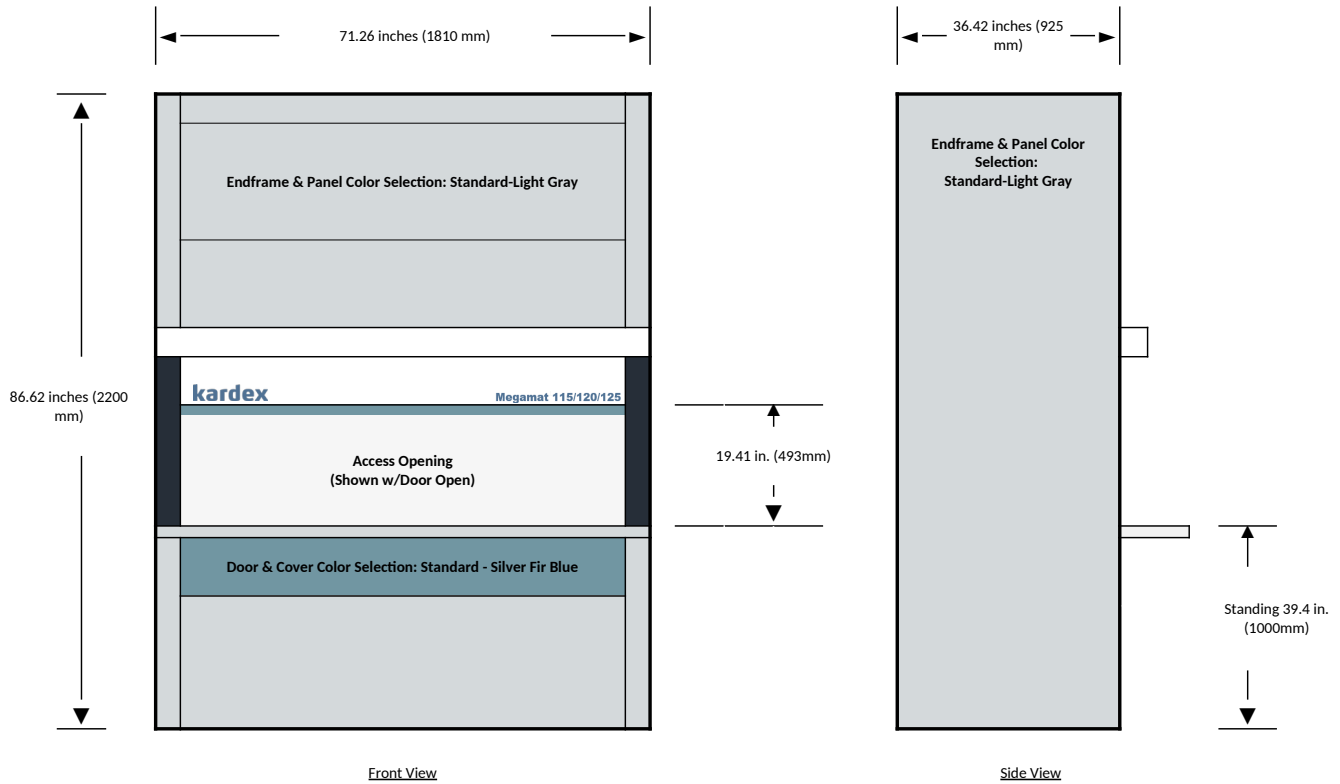 71.26 inches (1810 mm)
36.42 inches (925
mm)
Endframe & Panel Color Selection: Standard-Light Gray
Endframe & Panel Color
Selection:
Standard-Light Gray
86.62 inches (2200
mm)
kardex
Megamat 115/120/125
Access Opening
(Shown w/Door Open)
19.41 in. (493mm)
Door & Cover Color Selection: Standard - Silver Fir Blue
Standing 39.4 in.
(1000mm)
Front View
Side View